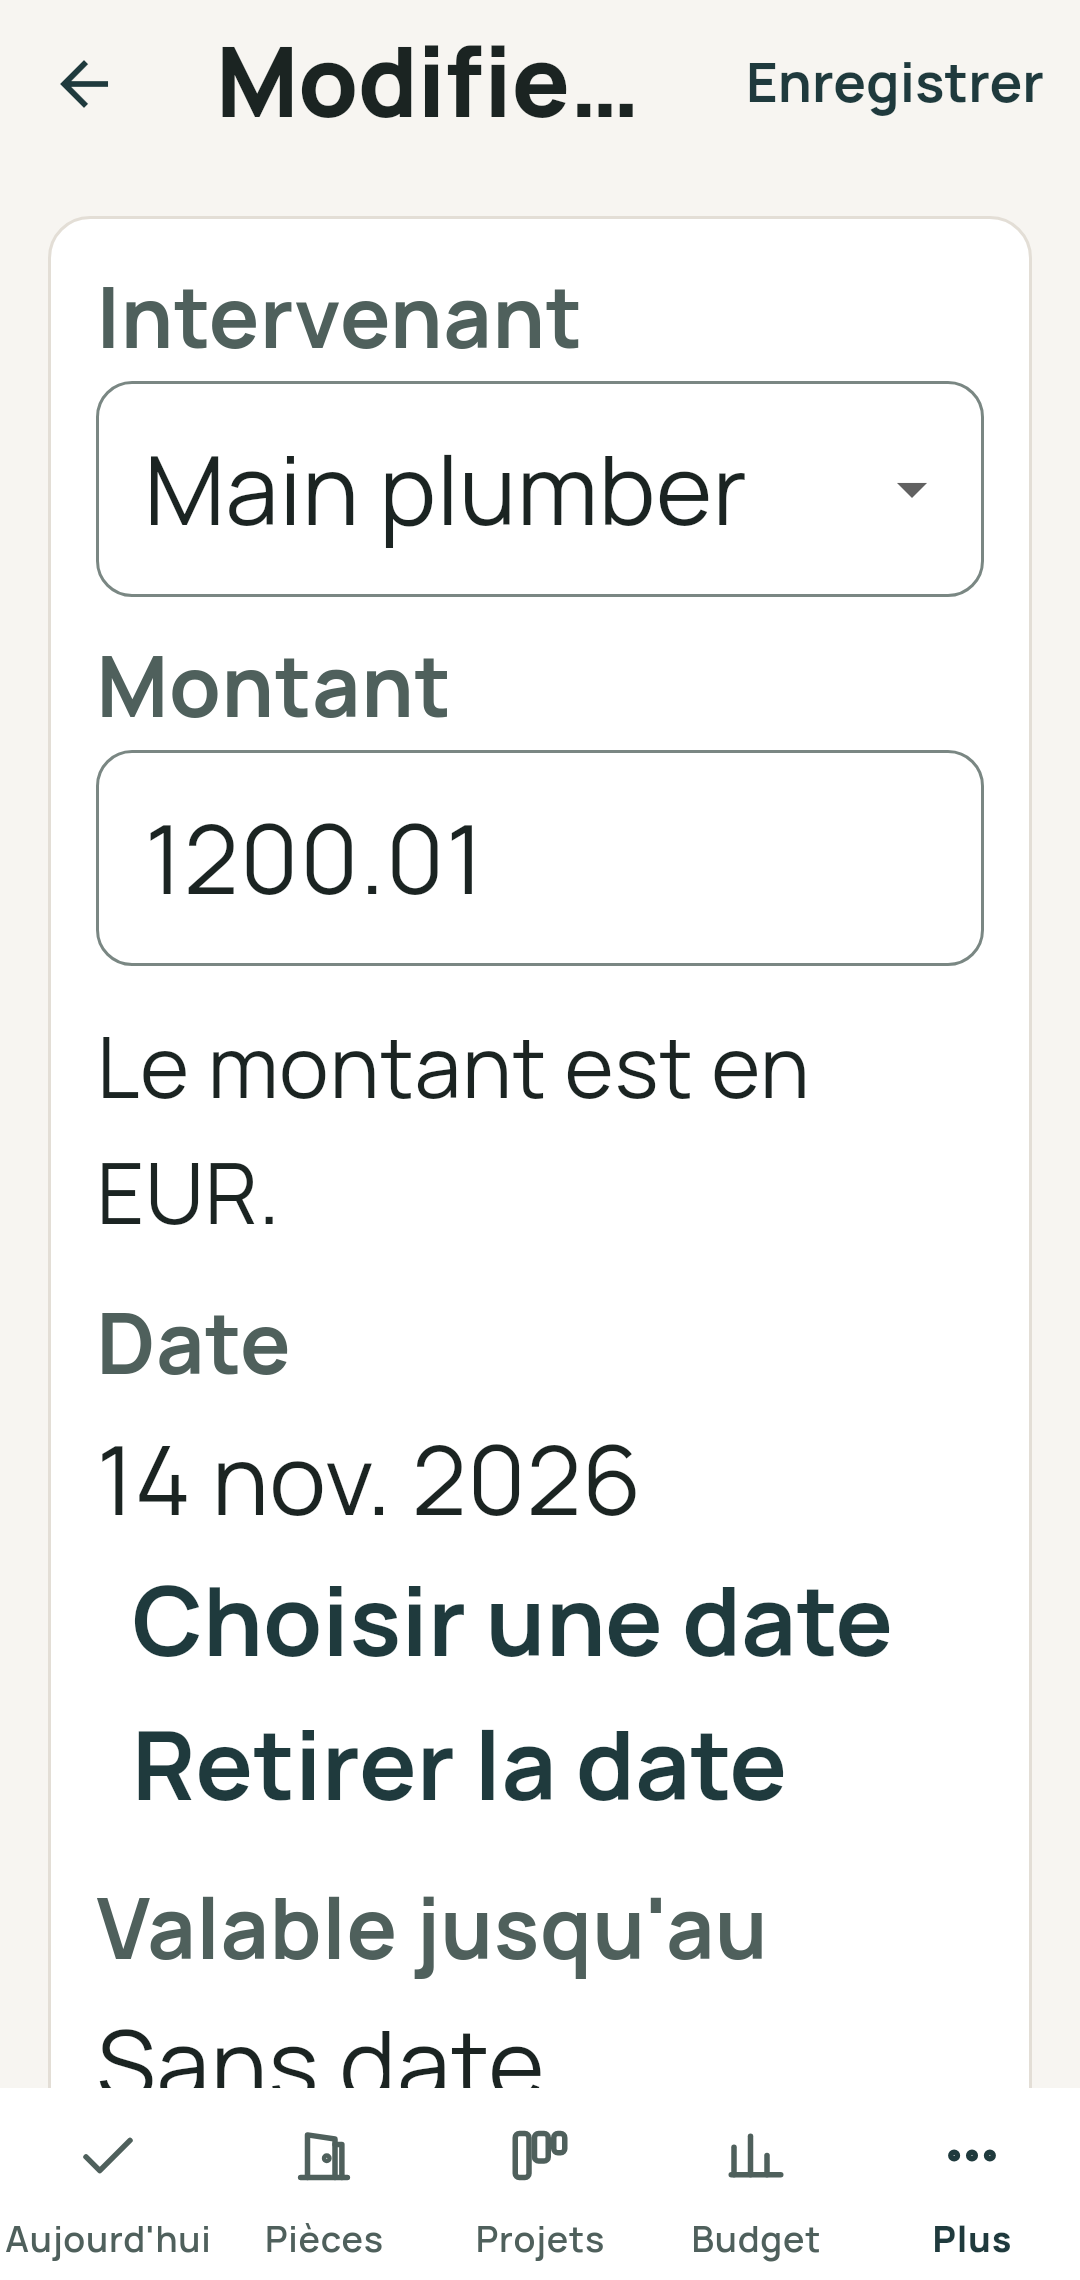 Modifie...
Enregistrer
Intervenant
Main plumber
Montant
1200.01
Le montant est en
EUR.
Date
14 nov. 2026
Choisir une date
Retirer la date
Valable jusqu'au
Sans date
Aujourd'hui
Pièces
Projets
Budget
Plus